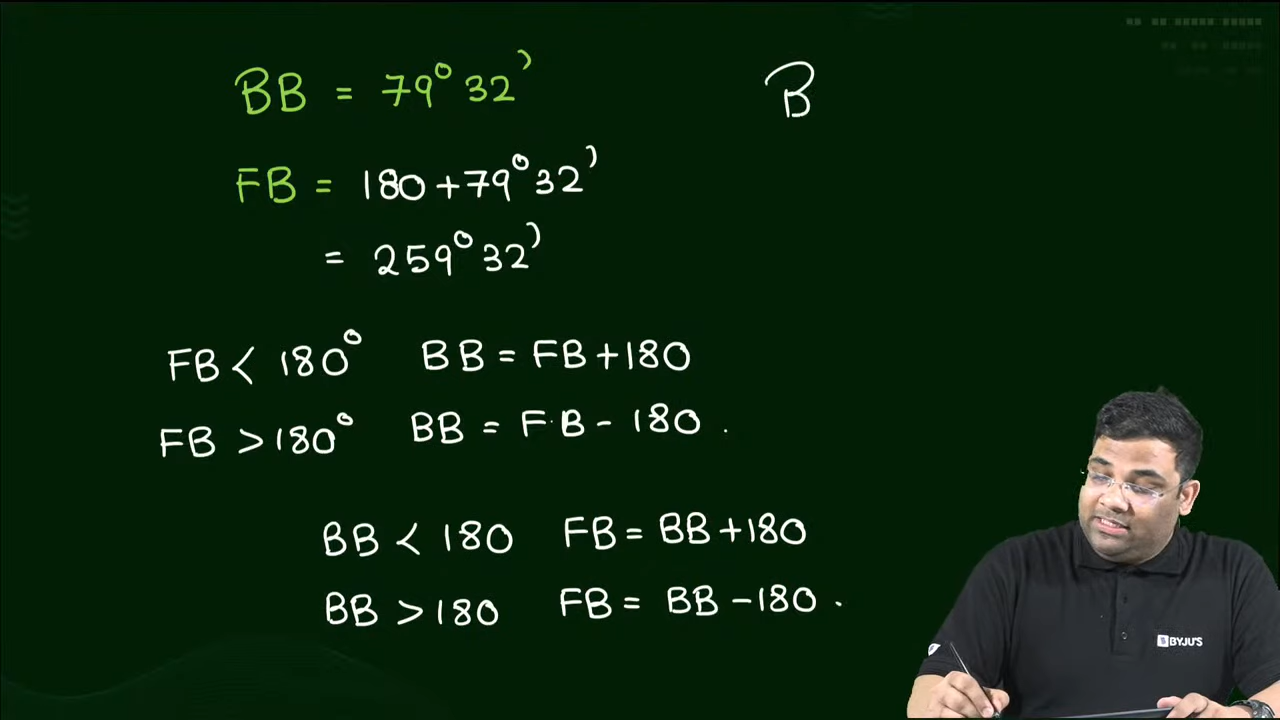 BB = 79° 32' B
FB = 180 + 79° 32'
= 259° 32'
FB < 180° BB = FB + 180
FB > 180° BB = F.B - 180 .
BB < 180 FB = BB + 180
BB > 180 FB = BB - 180 .
BYJU'S